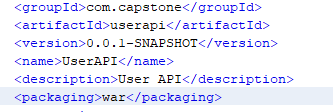 <groupId>com.capstone</groupId>
<artifactId>userapi</artifactId>
<version>0.0.1-SNAPSHOT</version>
<name>UserAPI</name>
<description>User API</description>
<packaging>war</packaging>